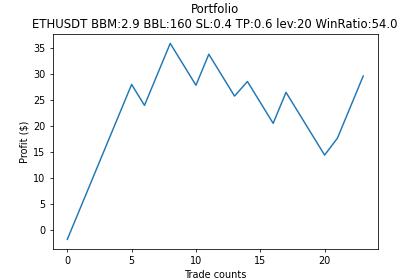 Portfolio
ETHUSDT BBM:2.9 BBL:160 SL:0.4 TP:0.6 lev:20 WinRatio:54.0
35
30
25
20
15
10
5
0
Profit ($)
0 5 10 15 20
Trade counts